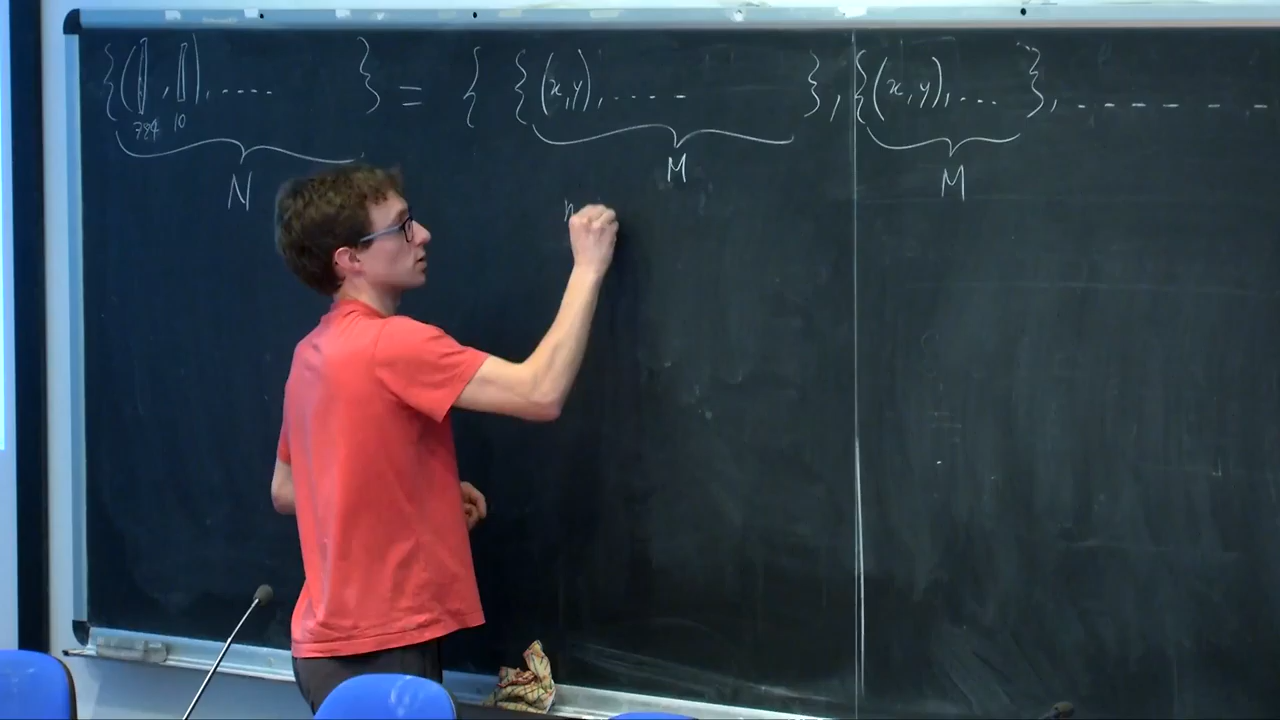 {(▯, ▯), ....} = { {(x,y), .....}, {(x,y), ...}, - - - - - -
784 10
N M M
n